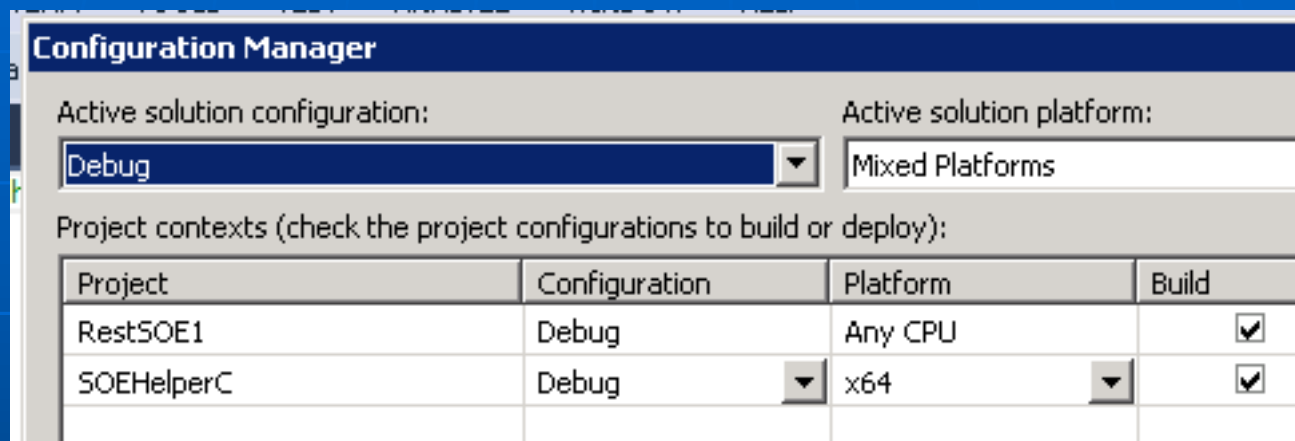 Configuration Manager
Active solution configuration: Active solution platform:
Debug Mixed Platforms
Project contexts (check the project configurations to build or deploy):
Project Configuration Platform Build
RestSOE1 Debug Any CPU
SOEHelperC Debug x64